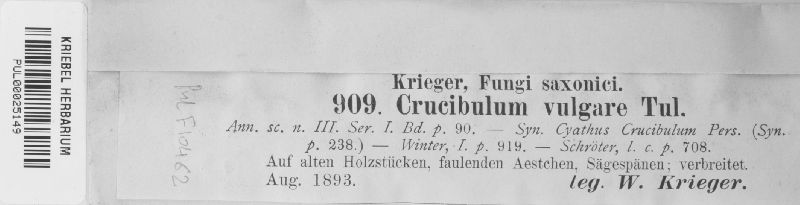 KRIEBEL HERBARIUM
PUL00025149
PUL F10462
Krieger, Fungi saxonici.
909. Crucibulum vulgare Tul.
Ann. sc. n. III. Ser. I. Bd. p. 90. — Syn. Cyathus Crucibulum Pers. (Syn.
p. 238.) — Winter, I. p. 919. — Schröter, l. c. p. 708.
Auf alten Holzstücken, faulenden Aestchen, Sägespänen; verbreitet.
Aug. 1893. leg. W. Krieger.